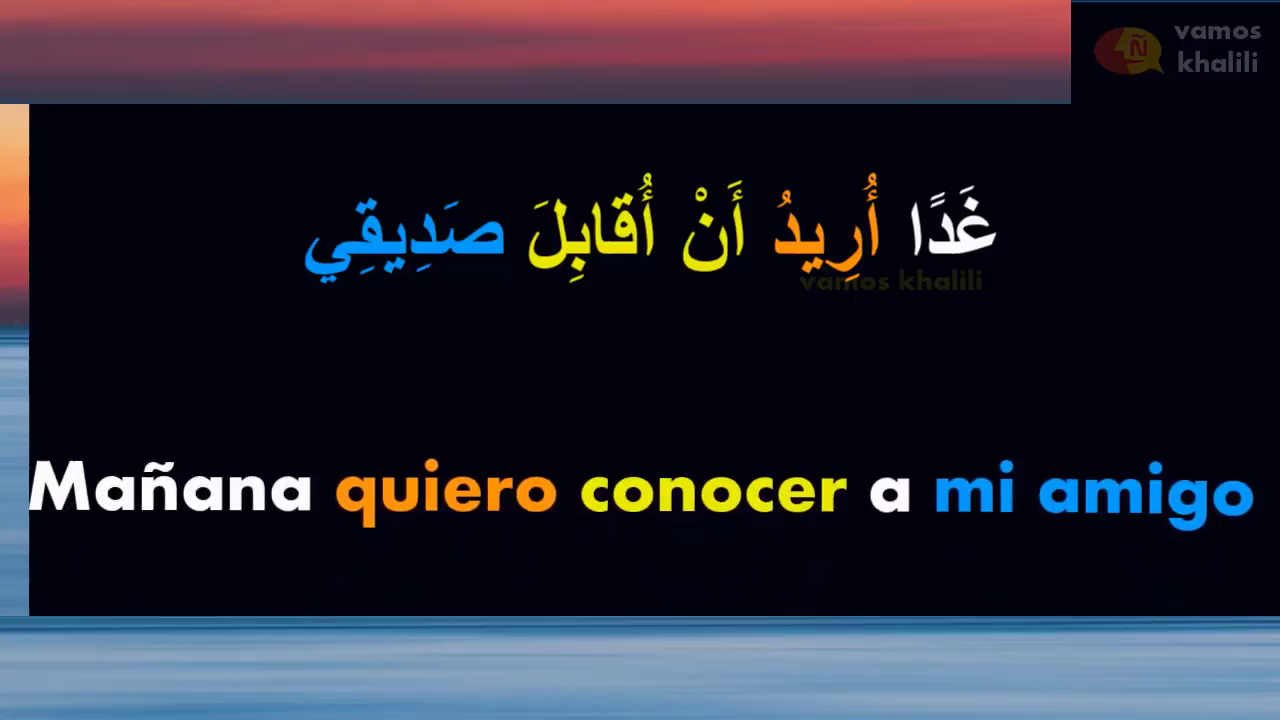 vamos
khalili
غَدًا أُرِيدُ أَنْ أُقابِلَ صَدِيقِي
vamos khalili
Mañana quiero conocer a mi amigo